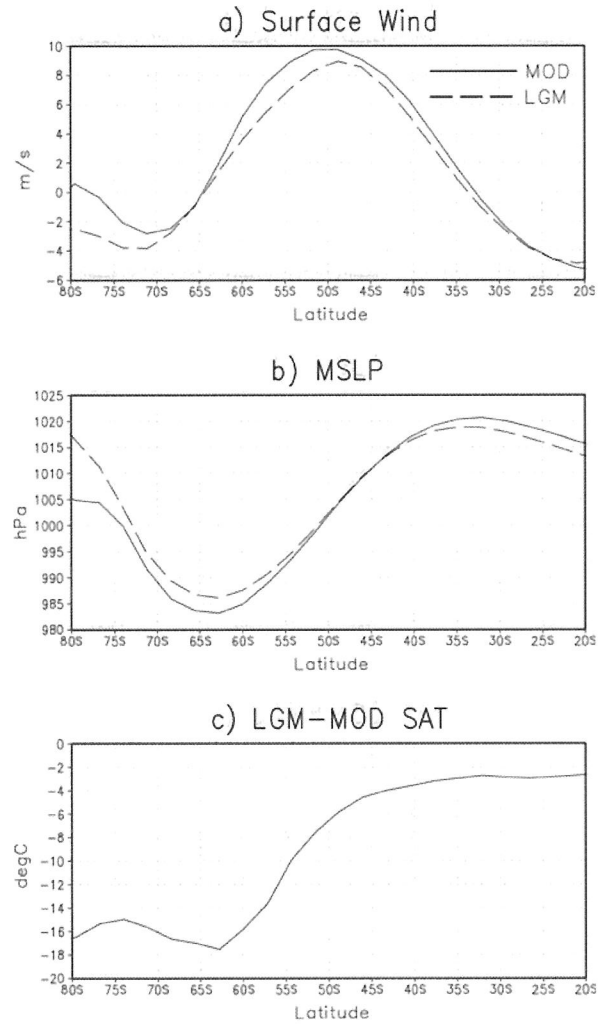 a) Surface Wind
10
8
6
4
2
0
−2
−4
−6
m/s
MOD
LGM
80S 75S 70S 65S 60S 55S 50S 45S 40S 35S 30S 25S 20S
Latitude
b) MSLP
1025
1020
1015
1010
1005
1000
995
990
985
980
hPa
80S 75S 70S 65S 60S 55S 50S 45S 40S 35S 30S 25S 20S
Latitude
c) LGM−MOD SAT
0
−2
−4
−6
−8
−10
−12
−14
−16
−18
−20
degC
80S 75S 70S 65S 60S 55S 50S 45S 40S 35S 30S 25S 20S
Latitude